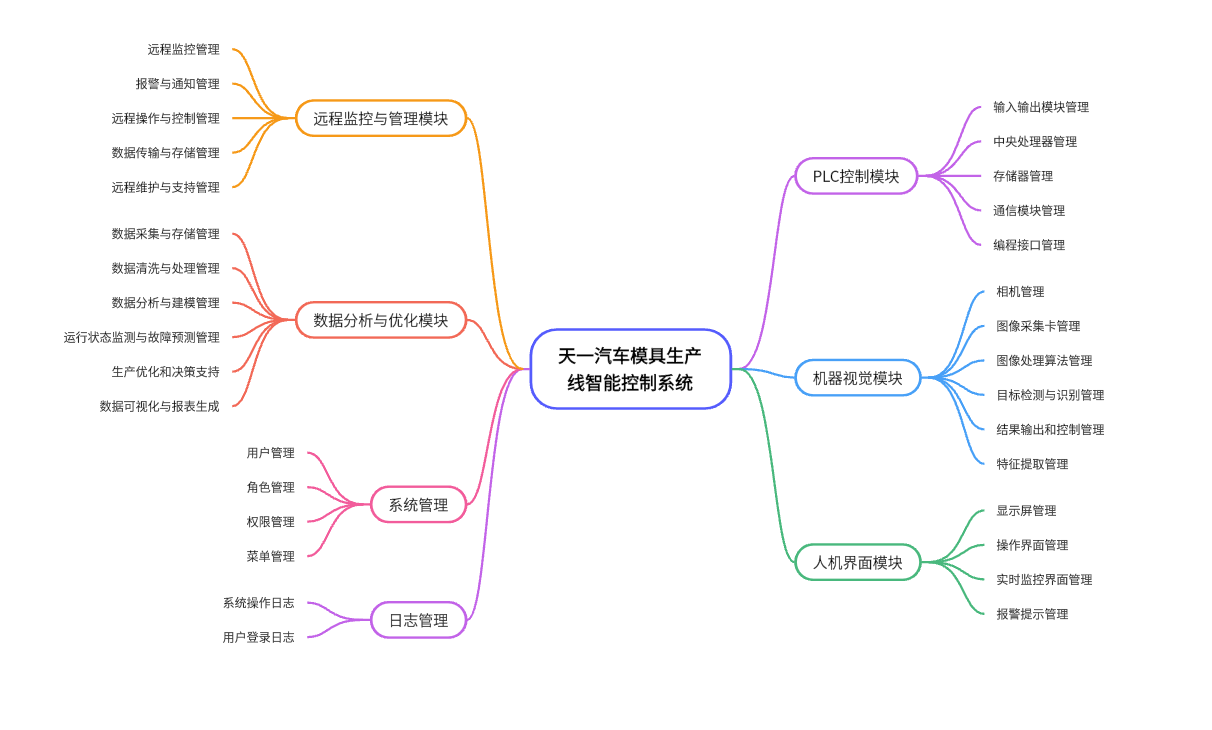 天一汽车模具生产
线智能控制系统
远程监控与管理模块
远程监控管理
报警与通知管理
远程操作与控制管理
数据传输与存储管理
远程维护与支持管理
数据分析与优化模块
数据采集与存储管理
数据清洗与处理管理
数据分析与建模管理
运行状态监测与故障预测管理
生产优化和决策支持
数据可视化与报表生成
系统管理
用户管理
角色管理
权限管理
菜单管理
日志管理
系统操作日志
用户登录日志
PLC控制模块
输入输出模块管理
中央处理器管理
存储器管理
通信模块管理
编程接口管理
机器视觉模块
相机管理
图像采集卡管理
图像处理算法管理
目标检测与识别管理
结果输出和控制管理
特征提取管理
人机界面模块
显示屏管理
操作界面管理
实时监控界面管理
报警提示管理